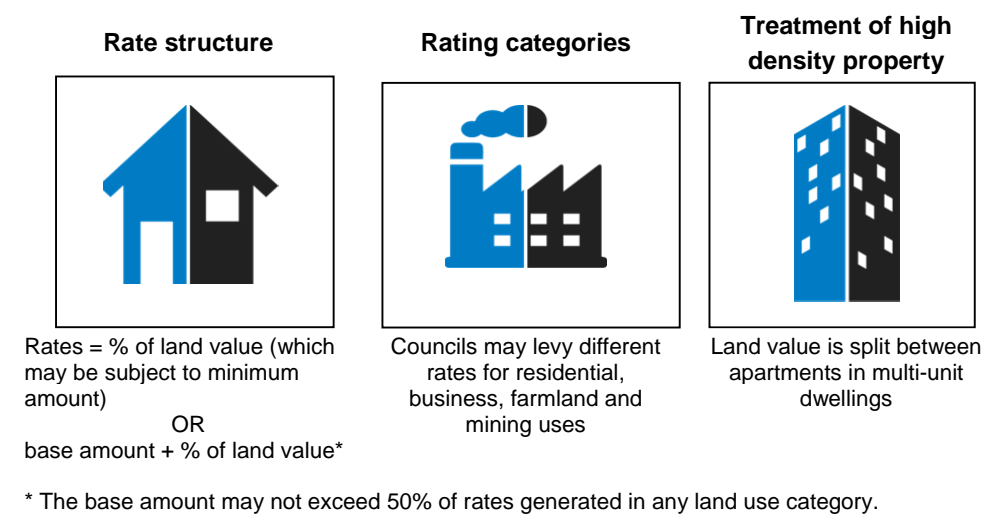 Rate structure
Rates = % of land value (which
may be subject to minimum
amount)
OR
base amount + % of land value*
Rating categories
Councils may levy different
rates for residential,
business, farmland and
mining uses
Treatment of high
density property
Land value is split between
apartments in multi-unit
dwellings
* The base amount may not exceed 50% of rates generated in any land use category.